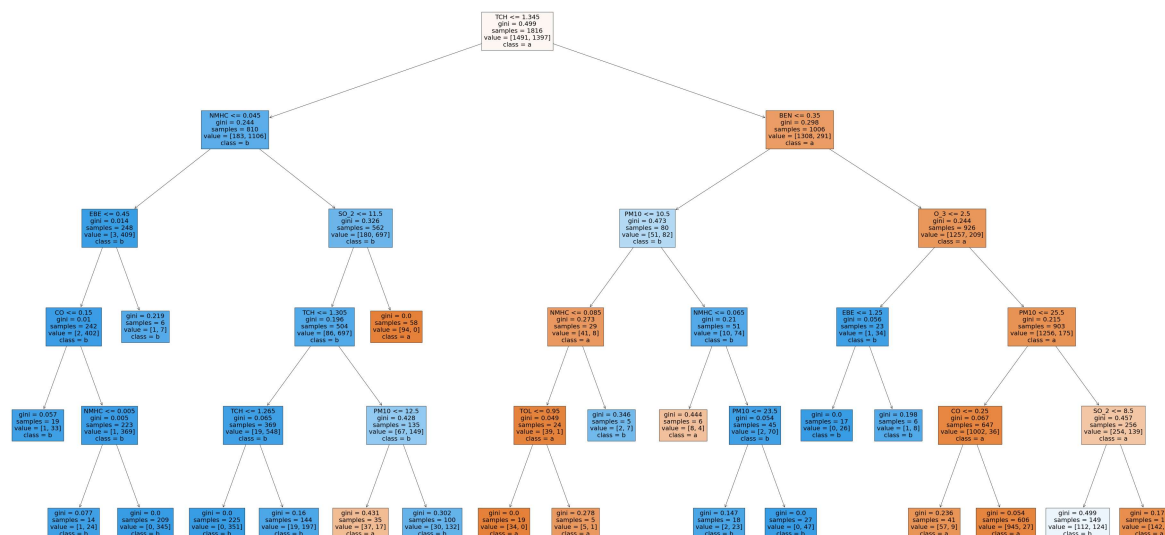 TCH <= 1.345
gini = 0.499
samples = 1816
value = [1491, 1397]
class = a
NMHC <= 0.045
gini = 0.244
samples = 810
value = [183, 1106]
class = b
BEN <= 0.35
gini = 0.298
samples = 1006
value = [1308, 291]
class = a
EBE <= 0.45
gini = 0.014
samples = 248
value = [3, 409]
class = b
SO_2 <= 11.5
gini = 0.326
samples = 562
value = [180, 697]
class = b
PM10 <= 10.5
gini = 0.473
samples = 80
value = [51, 82]
class = b
O_3 <= 2.5
gini = 0.244
samples = 926
value = [1257, 209]
class = a
CO <= 0.15
gini = 0.01
samples = 242
value = [2, 402]
class = b
gini = 0.219
samples = 6
value = [1, 7]
class = b
TCH <= 1.305
gini = 0.196
samples = 504
value = [86, 697]
class = b
gini = 0.0
samples = 58
value = [94, 0]
class = a
NMHC <= 0.085
gini = 0.273
samples = 29
value = [41, 8]
class = a
NMHC <= 0.065
gini = 0.21
samples = 51
value = [10, 74]
class = b
EBE <= 1.25
gini = 0.056
samples = 23
value = [1, 34]
class = b
PM10 <= 25.5
gini = 0.215
samples = 903
value = [1256, 175]
class = a
gini = 0.057
samples = 19
value = [1, 33]
class = b
NMHC <= 0.005
gini = 0.005
samples = 223
value = [1, 369]
class = b
TCH <= 1.265
gini = 0.065
samples = 369
value = [19, 548]
class = b
PM10 <= 12.5
gini = 0.428
samples = 135
value = [67, 149]
class = b
TOL <= 0.95
gini = 0.049
samples = 24
value = [39, 1]
class = a
gini = 0.346
samples = 5
value = [2, 7]
class = b
gini = 0.444
samples = 6
value = [8, 4]
class = a
PM10 <= 23.5
gini = 0.054
samples = 45
value = [2, 70]
class = b
gini = 0.0
samples = 17
value = [0, 26]
class = b
gini = 0.198
samples = 6
value = [1, 8]
class = b
CO <= 0.25
gini = 0.067
samples = 647
value = [1002, 36]
class = a
SO_2 <= 8.5
gini = 0.457
samples = 256
value = [254, 139]
class = a
gini = 0.077
samples = 14
value = [1, 24]
class = b
gini = 0.0
samples = 209
value = [0, 345]
class = b
gini = 0.0
samples = 225
value = [0, 351]
class = b
gini = 0.16
samples = 144
value = [19, 197]
class = b
gini = 0.431
samples = 35
value = [37, 17]
class = a
gini = 0.302
samples = 100
value = [30, 132]
class = b
gini = 0.0
samples = 19
value = [34, 0]
class = a
gini = 0.278
samples = 5
value = [5, 1]
class = a
gini = 0.147
samples = 18
value = [2, 23]
class = b
gini = 0.0
samples = 27
value = [0, 47]
class = b
gini = 0.236
samples = 41
value = [57, 9]
class = a
gini = 0.054
samples = 606
value = [945, 27]
class = a
gini = 0.499
samples = 149
value = [112, 124]
class = b
gini = 0.17
samples = 1
value = [142,
class =